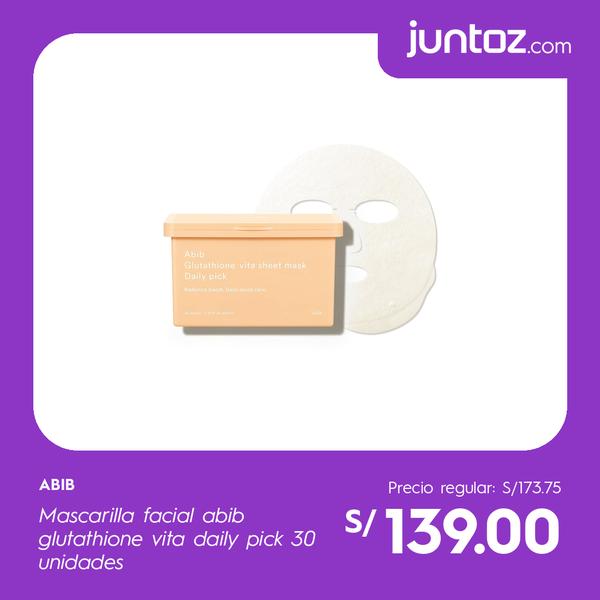 juntoz.com
Abib
Glutathione vita sheet mask
Daily pick
ABIB
Mascarilla facial abib
glutathione vita daily pick 30
unidades
Precio regular: S/173.75
S/139.00